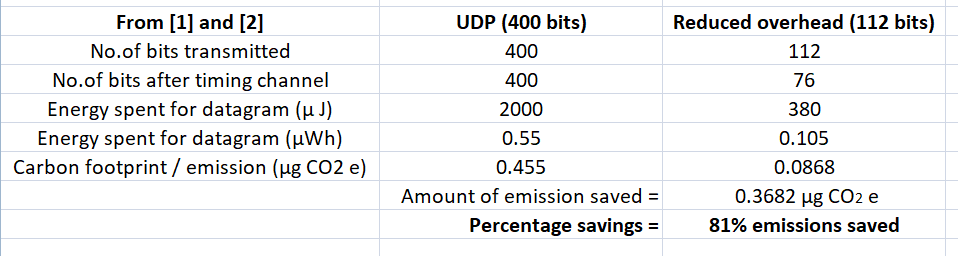 From [1] and [2] UDP (400 bits) Reduced overhead (112 bits)
No.of bits transmitted 400 112
No.of bits after timing channel 400 76
Energy spent for datagram (µ J) 2000 380
Energy spent for datagram (µWh) 0.55 0.105
Carbon footprint / emission (µg CO2 e) 0.455 0.0868
Amount of emission saved = 0.3682 µg CO2 e
Percentage savings = 81% emissions saved